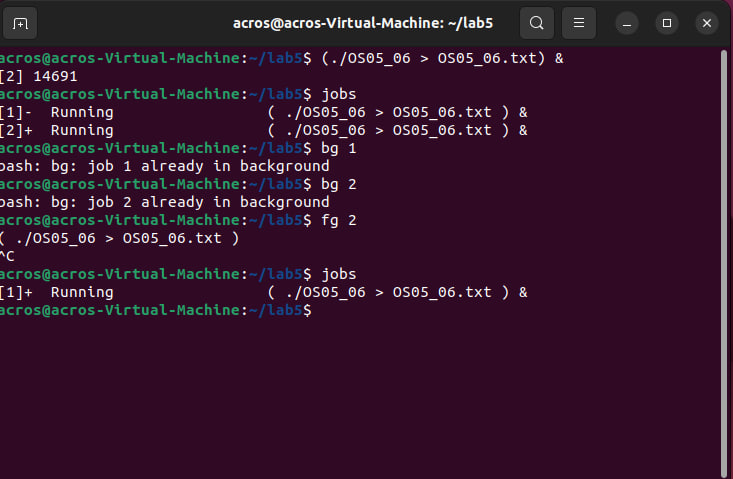 acros@acros-Virtual-Machine: ~/lab5
acros@acros-Virtual-Machine:~/lab5$ (./OS05_06 > OS05_06.txt) &
[2] 14691
acros@acros-Virtual-Machine:~/lab5$ jobs
[1]-  Running                 ( ./OS05_06 > OS05_06.txt ) &
[2]+  Running                 ( ./OS05_06 > OS05_06.txt ) &
acros@acros-Virtual-Machine:~/lab5$ bg 1
bash: bg: job 1 already in background
acros@acros-Virtual-Machine:~/lab5$ bg 2
bash: bg: job 2 already in background
acros@acros-Virtual-Machine:~/lab5$ fg 2
( ./OS05_06 > OS05_06.txt )
^C
acros@acros-Virtual-Machine:~/lab5$ jobs
[1]+  Running                 ( ./OS05_06 > OS05_06.txt ) &
acros@acros-Virtual-Machine:~/lab5$